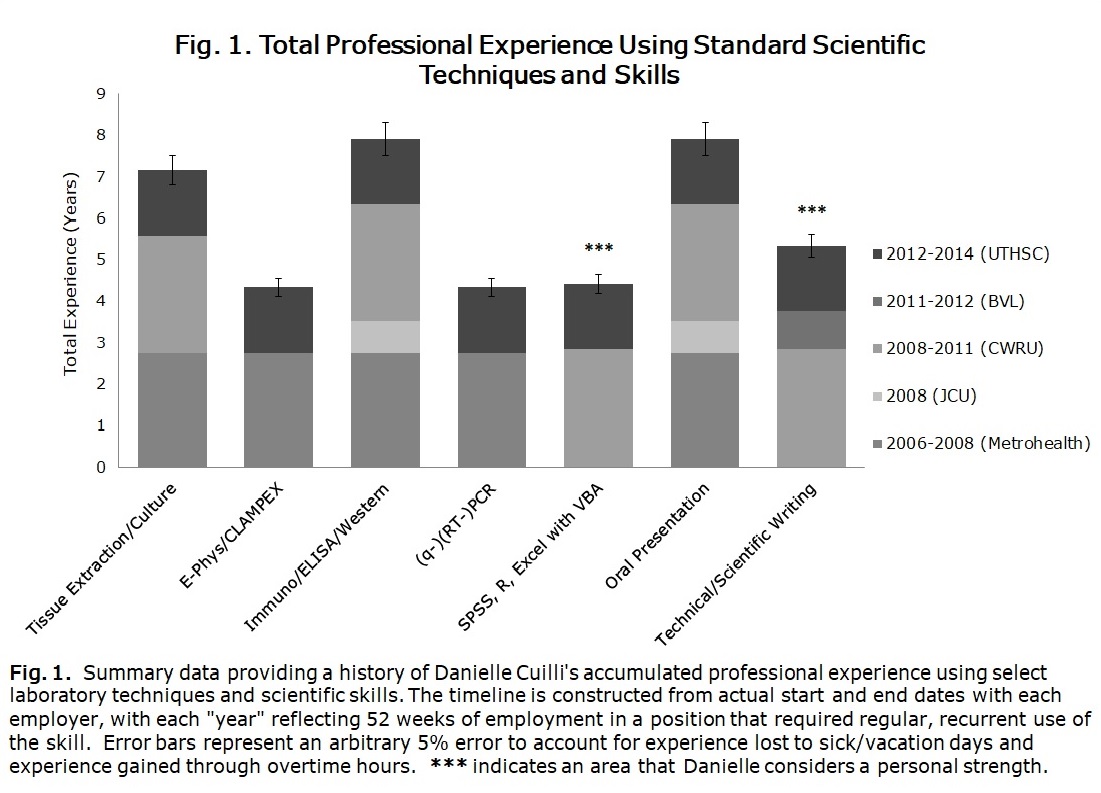 Fig. 1. Total Professional Experience Using Standard Scientific
Techniques and Skills
Total Experience (Years)
9
8
7
6
5
4
3
2
1
0
***
***
Tissue Extraction/Culture
E-Phys/CLAMPEX
Immuno/ELISA/Western
(q-)(RT-)PCR
SPSS, R, Excel with VBA
Oral Presentation
Technical/Scientific Writing
2012-2014 (UTHSC)
2011-2012 (BVL)
2008-2011 (CWRU)
2008 (JCU)
2006-2008 (Metrohealth)
Fig. 1. Summary data providing a history of Danielle Cuilli's accumulated professional experience using select
laboratory techniques and scientific skills. The timeline is constructed from actual start and end dates with each
employer, with each "year" reflecting 52 weeks of employment in a position that required regular, recurrent use of
the skill. Error bars represent an arbitrary 5% error to account for experience lost to sick/vacation days and
experience gained through overtime hours. *** indicates an area that Danielle considers a personal strength.